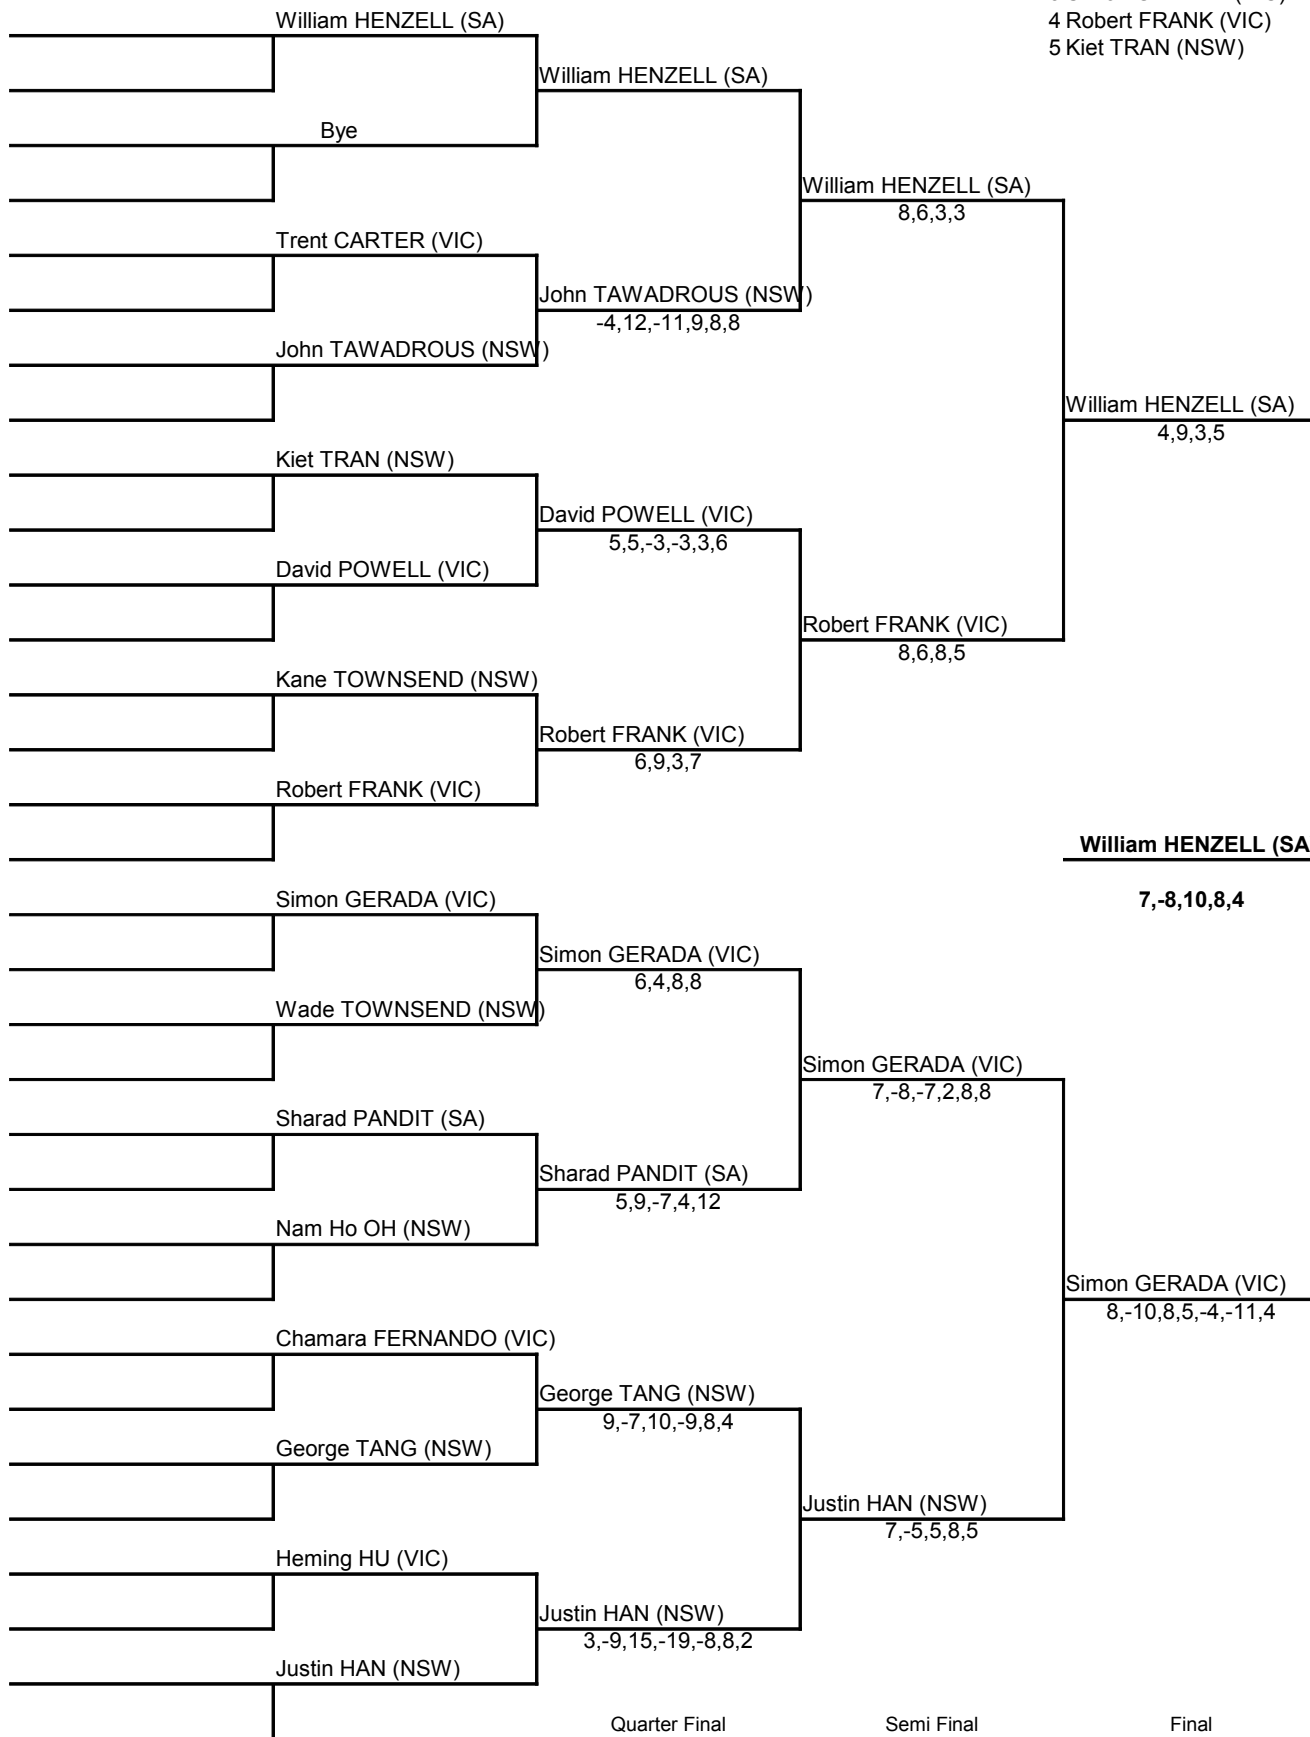 4 Robert FRANK (VIC)
5 Kiet TRAN (NSW)
William HENZELL (SA)
William HENZELL (SA)
Bye
William HENZELL (SA)
8,6,3,3
Trent CARTER (VIC)
John TAWADROUS (NSW)
-4,12,-11,9,8,8
John TAWADROUS (NSW)
William HENZELL (SA)
4,9,3,5
Kiet TRAN (NSW)
David POWELL (VIC)
5,5,-3,-3,3,6
David POWELL (VIC)
Robert FRANK (VIC)
8,6,8,5
Kane TOWNSEND (NSW)
Robert FRANK (VIC)
6,9,3,7
Robert FRANK (VIC)
William HENZELL (SA
7,-8,10,8,4
Simon GERADA (VIC)
Simon GERADA (VIC)
6,4,8,8
Wade TOWNSEND (NSW)
Simon GERADA (VIC)
7,-8,-7,2,8,8
Sharad PANDIT (SA)
Sharad PANDIT (SA)
5,9,-7,4,12
Nam Ho OH (NSW)
Simon GERADA (VIC)
8,-10,8,5,-4,-11,4
Chamara FERNANDO (VIC)
George TANG (NSW)
9,-7,10,-9,8,4
George TANG (NSW)
Justin HAN (NSW)
7,-5,5,8,5
Heming HU (VIC)
Justin HAN (NSW)
3,-9,15,-19,-8,8,2
Justin HAN (NSW)
Quarter Final Semi Final Final